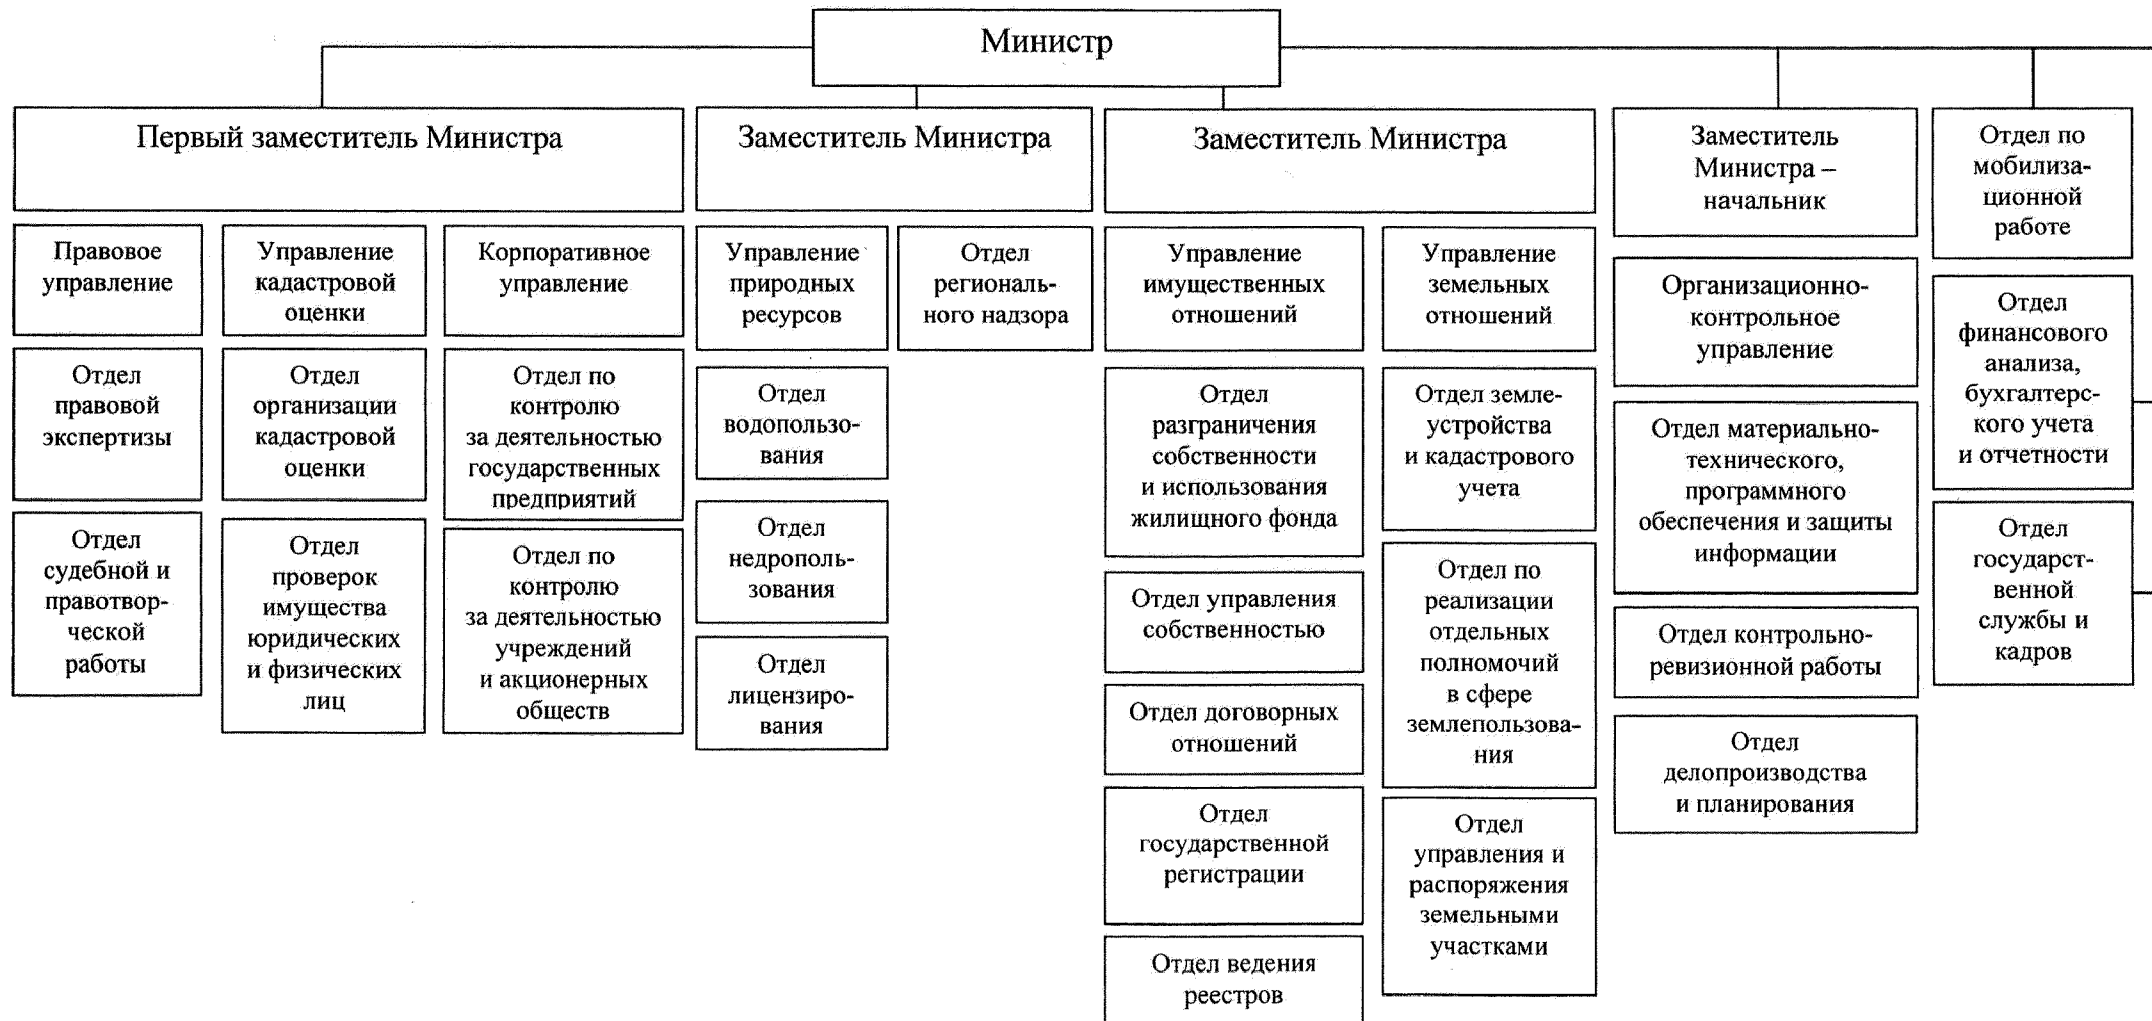 Министр
Первый заместитель Министра
Заместитель Министра
Заместитель Министра
Заместитель
Министра –
начальник
Отдел по
мобилиза-
ционной
работе
Правовое
управление
Управление
кадастровой
оценки
Корпоративное
управление
Управление
природных
ресурсов
Отдел
региональ-
ного надзора
Управление
имущественных
отношений
Управление
земельных
отношений
Организационно-
контрольное
управление
Отдел
финансового
анализа,
бухгалтерс-
кого учета
и отчетности
Отдел
правовой
экспертизы
Отдел
организации
кадастровой
оценки
Отдел по
контролю
за деятельностью
государственных
предприятий
Отдел
водопользо-
вания
Отдел
разграничения
собственности
и использования
жилищного фонда
Отдел земле-
устройства
и кадастрового
учета
Отдел материально-
технического,
программного
обеспечения и защиты
информации
Отдел
государст-
венной
службы и
кадров
Отдел
судебной и
правотвор-
ческой
работы
Отдел
проверок
имущества
юридических
и физических
лиц
Отдел по
контролю
за деятельностью
учреждений
и акционерных
обществ
Отдел
недрополь-
зования
Отдел управления
собственностью
Отдел по
реализации
отдельных
полномочий
в сфере
землепользова-
ния
Отдел контрольно-
ревизионной работы
Отдел
лицензиро-
вания
Отдел договорных
отношений
Отдел
делопроизводства
и планирования
Отдел
государственной
регистрации
Отдел
управления и
распоряжения
земельными
участками
Отдел ведения
реестров